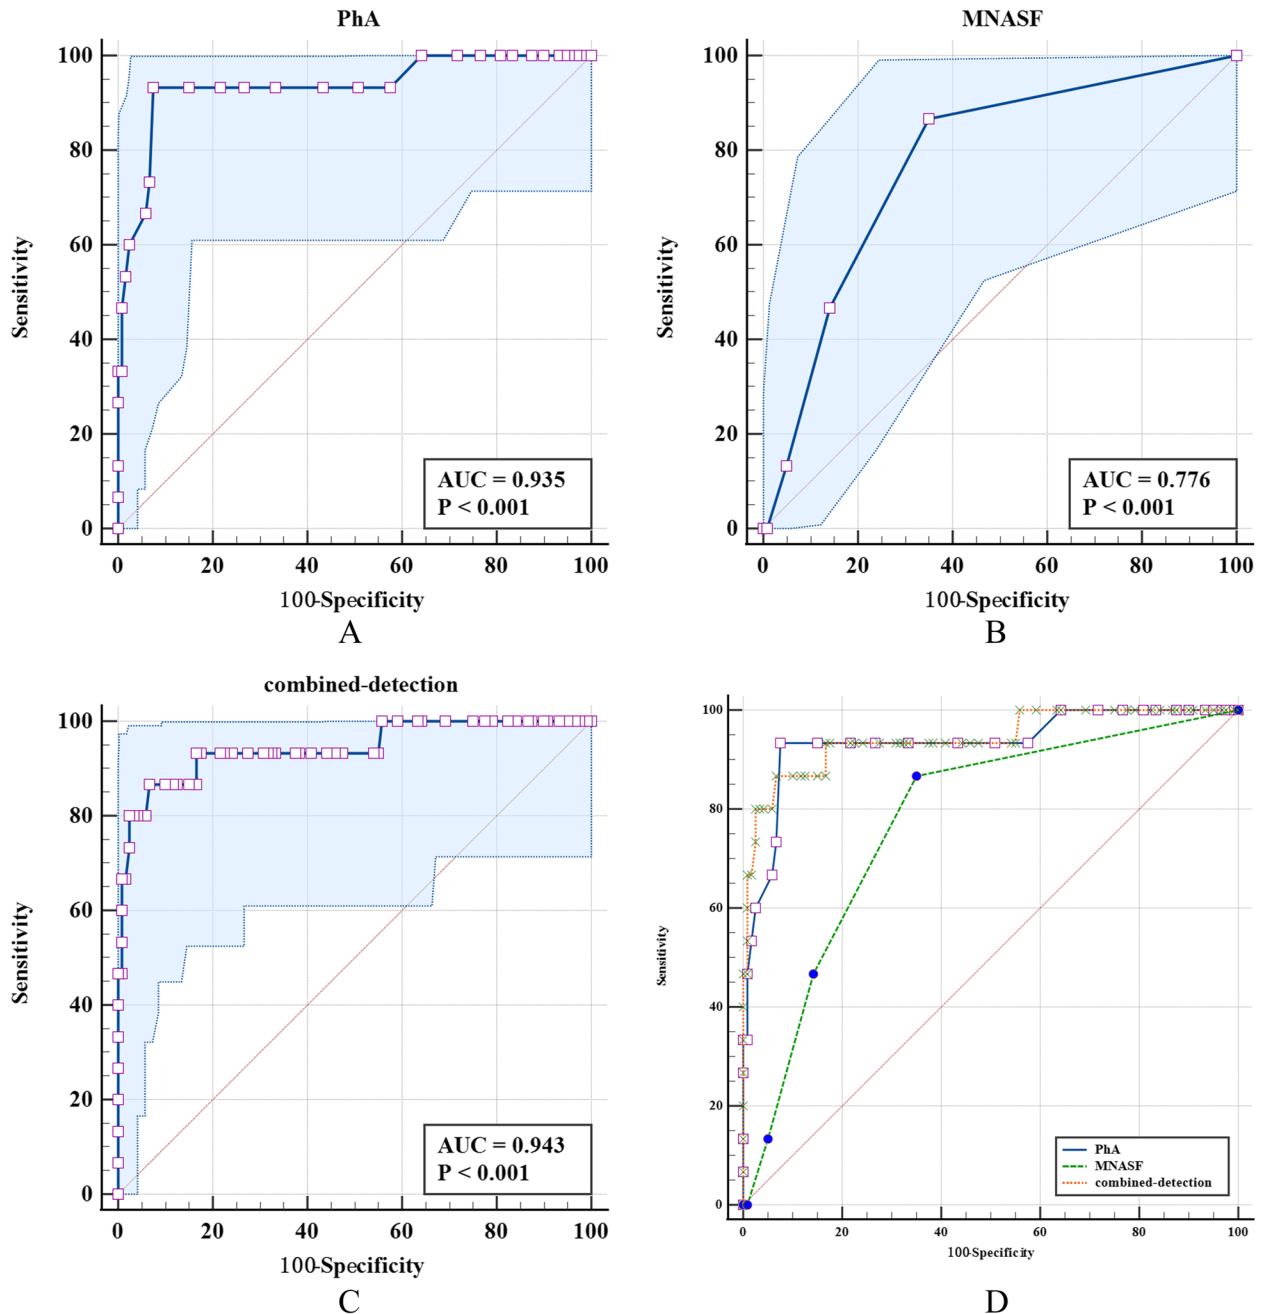 PhA
100
80
60
40
20
0
Sensitivity
AUC = 0.935
P < 0.001
0 20 40 60 80 100
100-Specificity
A
MNASF
100
80
60
40
20
0
Sensitivity
AUC = 0.776
P < 0.001
0 20 40 60 80 100
100-Specificity
B
combined-detection
100
80
60
40
20
0
Sensitivity
AUC = 0.943
P < 0.001
0 20 40 60 80 100
100-Specificity
C
100
80
60
40
20
0
Sensitivity
PhA
MNASF
combined-detection
0 20 40 60 80 100
100-Specificity
D